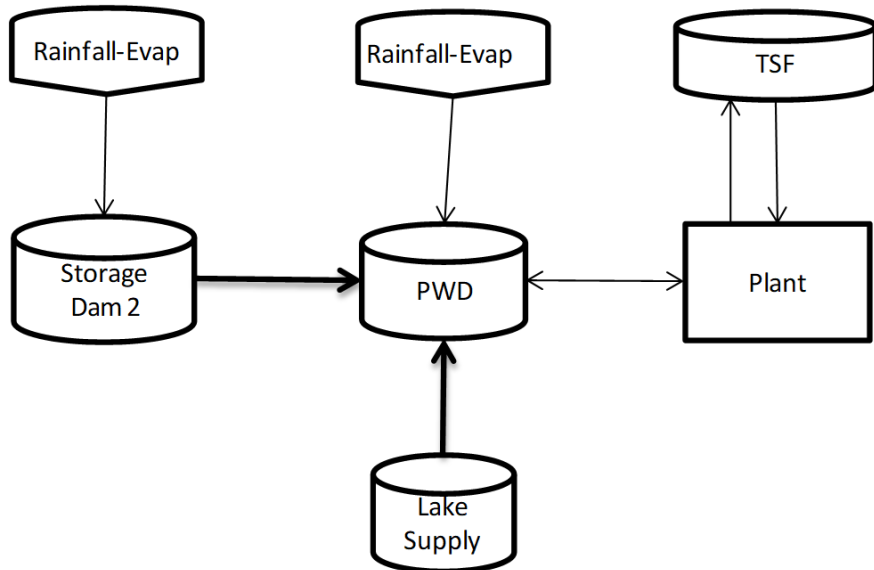 Rainfall-Evap
Rainfall-Evap
TSF
Storage
Dam 2
PWD
Plant
Lake
Supply